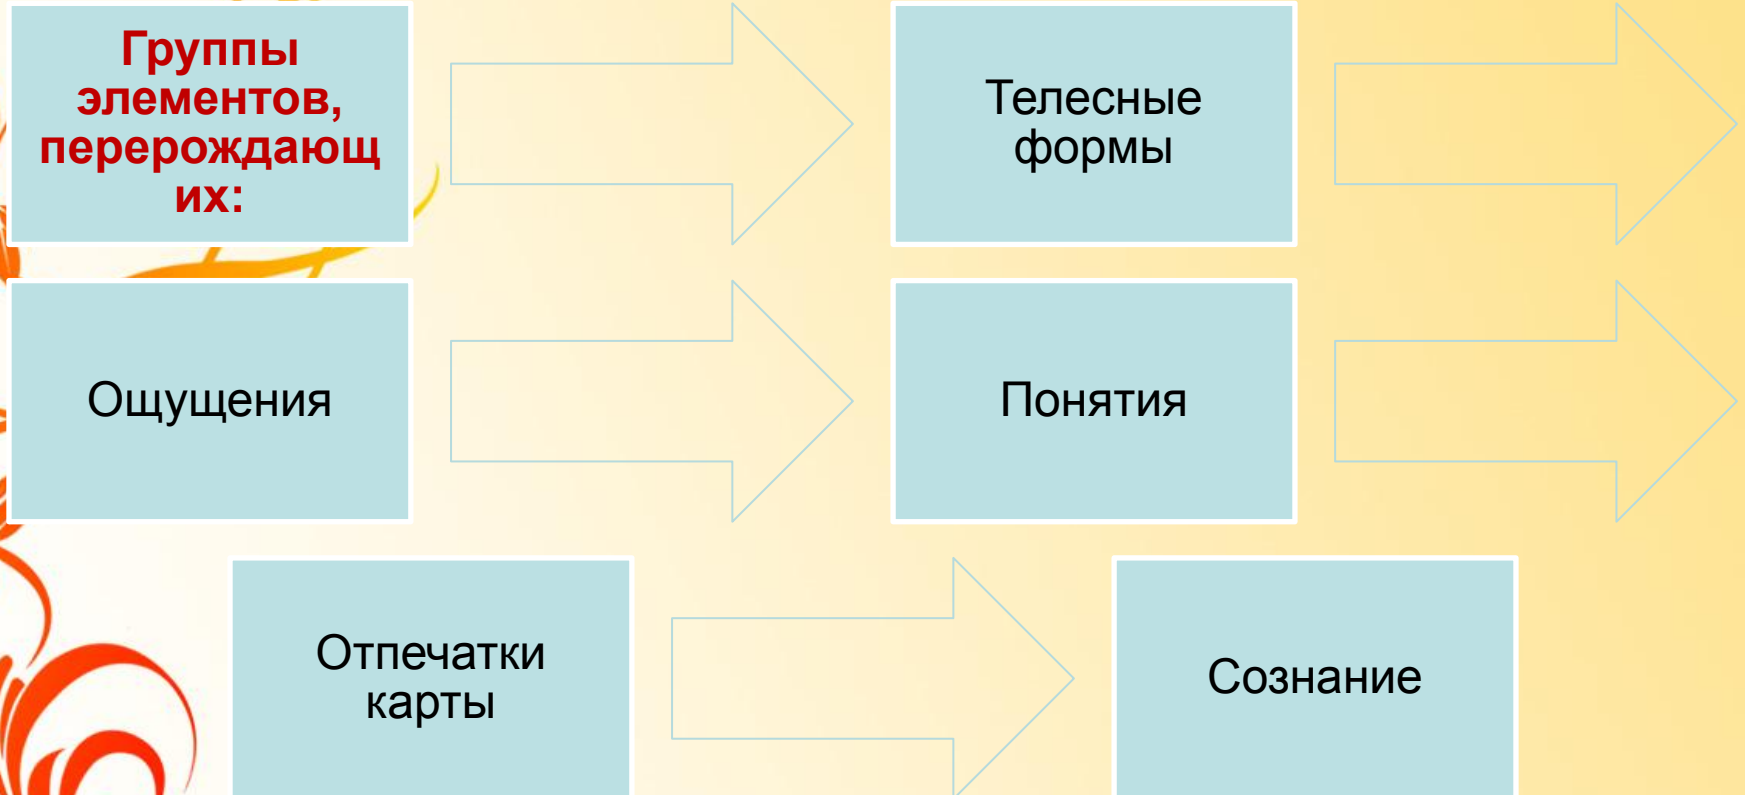 Группы
элементов,
перерождающ
их:
Телесные
формы
Ощущения
Понятия
Отпечатки
карты
Сознание